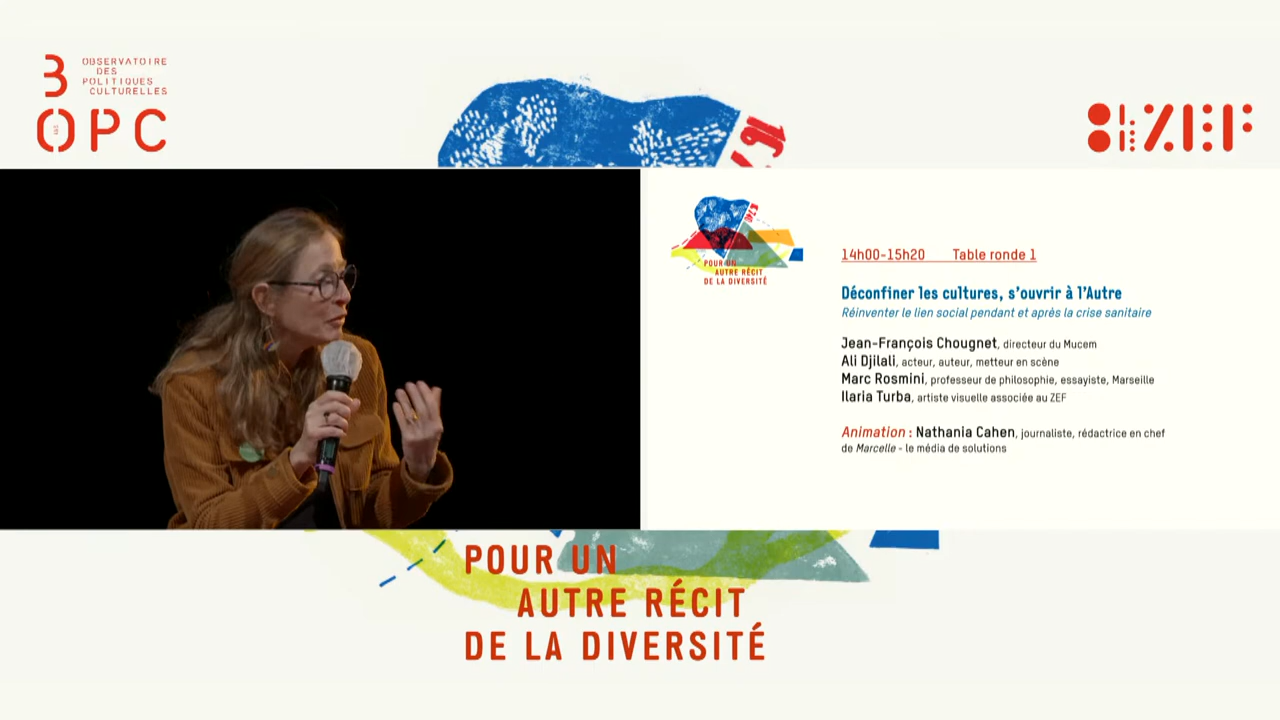 OBSERVATOIRE
DES
POLITIQUES
CULTURELLES
OPC
ZEF
POUR UN
AUTRE RÉCIT
DE LA DIVERSITÉ
14h00-15h20 Table ronde 1
Déconfiner les cultures, s'ouvrir à l'Autre
Réinventer le lien social pendant et après la crise sanitaire
Jean-François Chougnet, directeur du Mucem
Ali Djilali, acteur, auteur, metteur en scène
Marc Rosmini, professeur de philosophie, essayiste, Marseille
Ilaria Turba, artiste visuelle associée au ZEF
Animation : Nathania Cahen, journaliste, rédactrice en chef
de Marcelle - le média de solutions
POUR UN
AUTRE RÉCIT
DE LA DIVERSITÉ